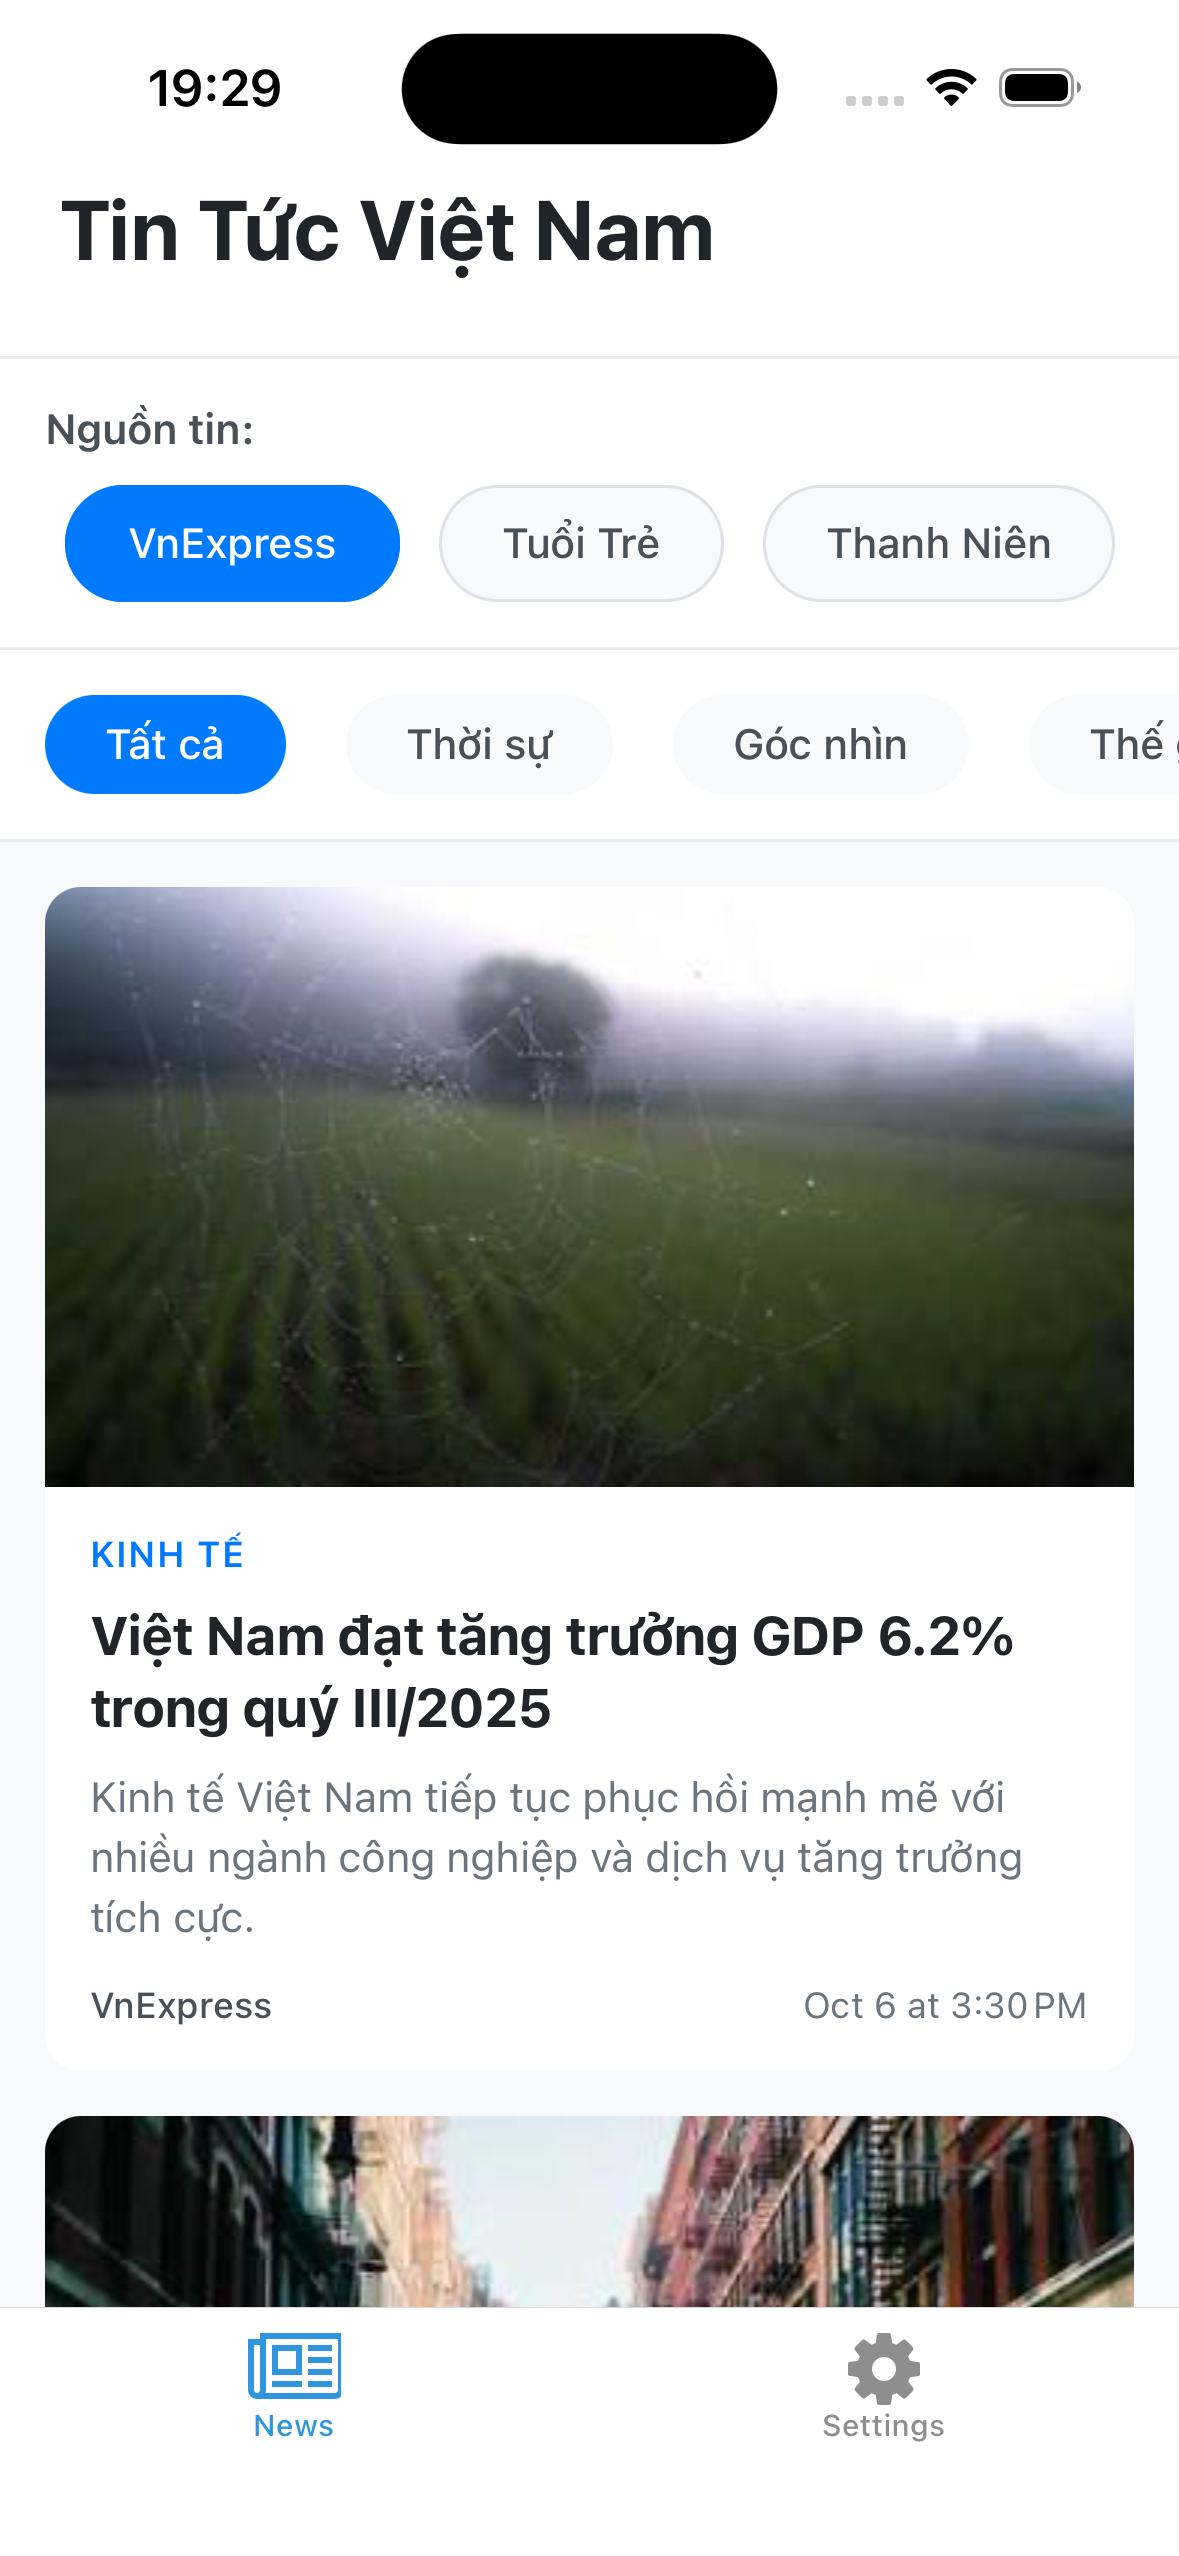 19:29
Tin Tức Việt Nam
Nguồn tin:
VnExpress
Tuổi Trẻ
Thanh Niên
Tất cả
Thời sự
Góc nhìn
Thế
KINH TẾ
Việt Nam đạt tăng trưởng GDP 6.2%
trong quý III/2025
Kinh tế Việt Nam tiếp tục phục hồi mạnh mẽ với
nhiều ngành công nghiệp và dịch vụ tăng trưởng
tích cực.
VnExpress
Oct 6 at 3:30 PM
News
Settings